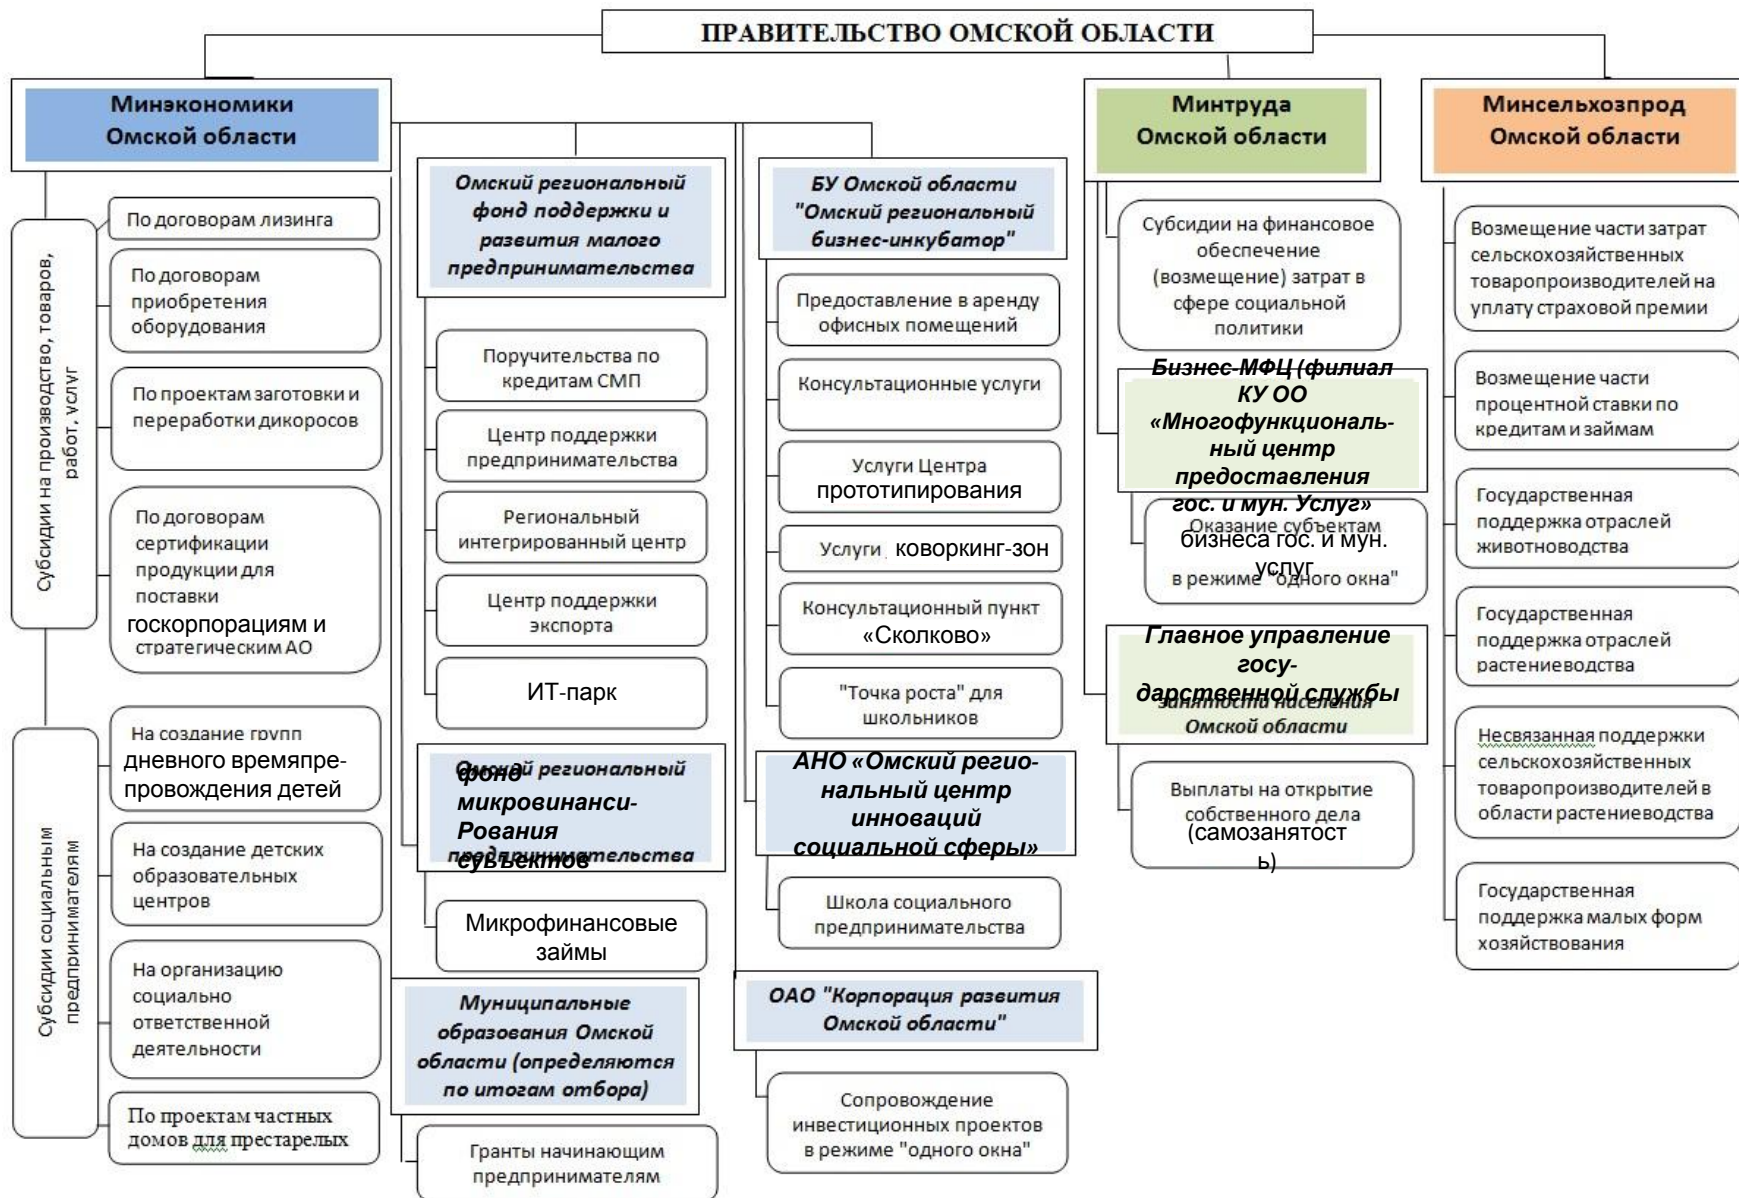 ПРАВИТЕЛЬСТВО ОМСКОЙ ОБЛАСТИ
Минэкономики
Омской области
Субсидии на производство, товаров,
работ, услуг
По договорам лизинга
По договорам
приобретения
оборудования
По проектам заготовки и
переработки дикоросов
По договорам
сертификации
продукции для
поставки
госкорпорациям и
стратегическим АО
Субсидии социальным
предпринимателям
На создание групп
дневного времяпре-
провождения детей
На создание детских
образовательных
центров
На организацию
социально
ответственной
деятельности
По проектам частных
домов для престарелых
Омский региональный
фонд поддержки и
развития малого
предпринимательства
Поручительства по
кредитам СМП
Центр поддержки
предпринимательства
Региональный
интегрированный центр
Центр поддержки
экспорта
ИТ-парк
Омский региональный
фонд
микровинанси-
Рования
субъектов
предпринимательства
Микрофинансовые
займы
Муниципальные
образования Омской
области (определяются
по итогам отбора)
Гранты начинающим
предпринимателям
БУ Омской области
"Омский региональный
бизнес-инкубатор"
Предоставление в аренду
офисных помещений
Консультационные услуги
Услуги Центра
прототипирования
Услуги коворкинг-зон
Консультационный пункт
«Сколково»
"Точка роста" для
школьников
АНО «Омский регио-
нальный центр
инноваций
социальной сферы»
Школа социального
предпринимательства
ОАО "Корпорация развития
Омской области"
Сопровождение
инвестиционных проектов
в режиме "одного окна"
Минтруда
Омской области
Субсидии на финансовое
обеспечение
(возмещение) затрат в
сфере социальной
политики
Бизнес-МФЦ (филиал
КУ ОО
«Многофункциональ-
ный центр
предоставления
гос. и мун. Услуг»
Оказание субъектам
бизнеса гос. и мун.
услуг
в режиме "одного окна"
Главное управление
госу-
дарственной службы
занятости населения
Омской области
Выплаты на открытие
собственного дела
(самозанятост
ь)
Минсельхозпрод
Омской области
Возмещение части затрат
сельскохозяйственных
товаропроизводителей на
уплату страховой премии
Возмещение части
процентной ставки по
кредитам и займам
Государственная
поддержка отраслей
животноводства
Государственная
поддержка отраслей
растениеводства
Несвязанная поддержки
сельскохозяйственных
товаропроизводителей в
области растениеводства
Государственная
поддержка малых форм
хозяйствования